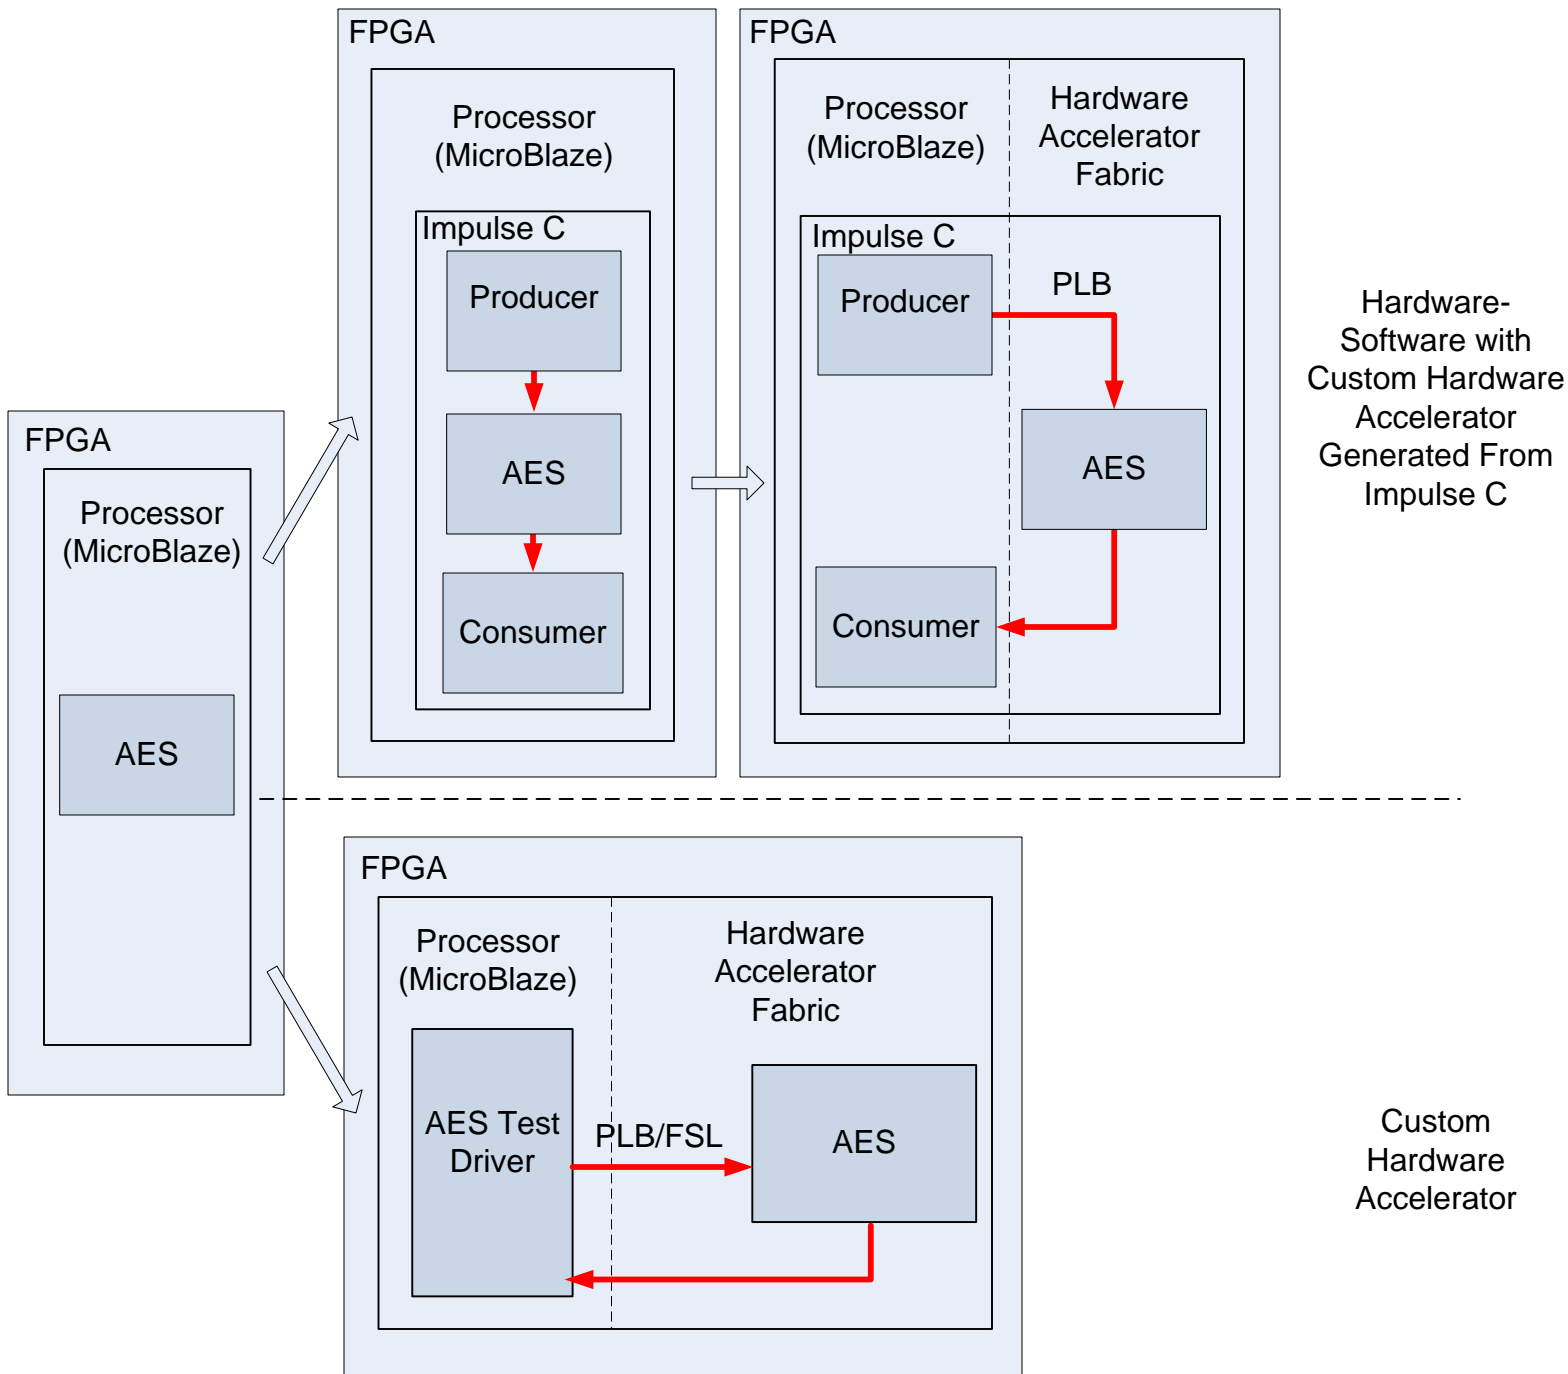 FPGA
Processor
(MicroBlaze)
AES
FPGA
Processor
(MicroBlaze)
Impulse C
Producer
AES
Consumer
FPGA
Processor
(MicroBlaze)
Hardware
Accelerator
Fabric
Impulse C
Producer
PLB
AES
Consumer
Hardware-
Software with
Custom Hardware
Accelerator
Generated From
Impulse C
FPGA
Processor
(MicroBlaze)
Hardware
Accelerator
Fabric
AES Test
Driver
PLB/FSL
AES
Custom
Hardware
Accelerator